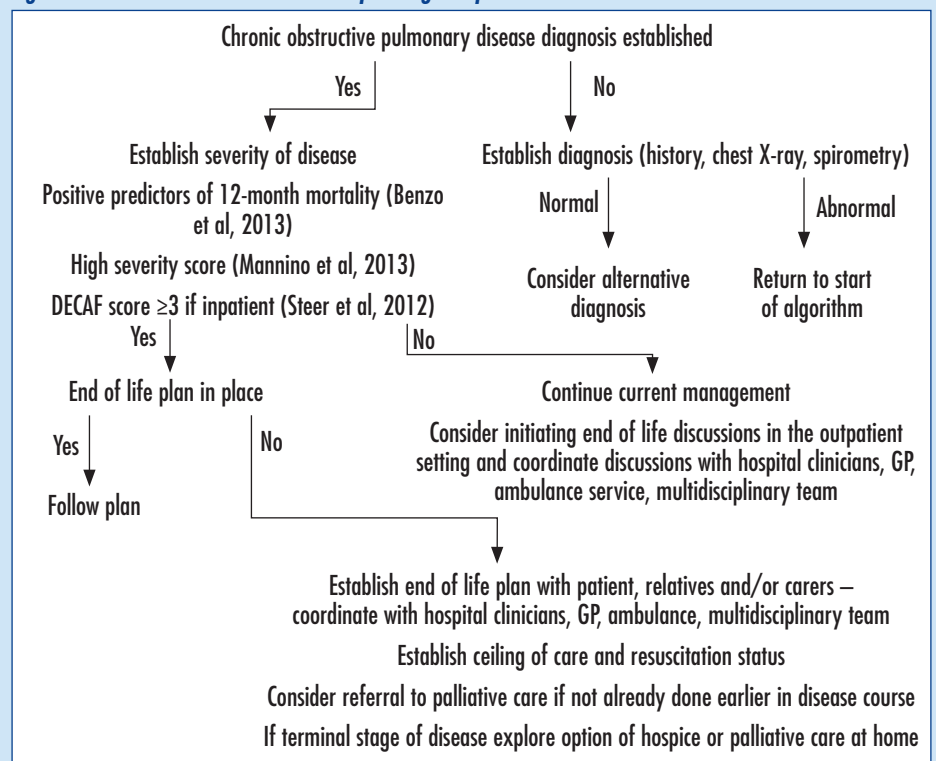 Chronic obstructive pulmonary disease diagnosis established
Yes
No
Establish severity of disease
Establish diagnosis (history, chest X-ray, spirometry)
Positive predictors of 12-month mortality (Benzo
et al, 2013)
Normal
Abnormal
High severity score (Mannino et al, 2013)
Consider alternative
diagnosis
Return to start
of algorithm
DECAF score ≥3 if inpatient (Steer et al, 2012)
Yes
No
End of life plan in place
Continue current management
Yes
No
Consider initiating end of life discussions in the outpatient
setting and coordinate discussions with hospital clinicians, GP,
ambulance service, multidisciplinary team
Follow plan
Establish end of life plan with patient, relatives and/or carers –
coordinate with hospital clinicians, GP, ambulance, multidisciplinary team
Establish ceiling of care and resuscitation status
Consider referral to palliative care if not already done earlier in disease course
If terminal stage of disease explore option of hospice or palliative care at home